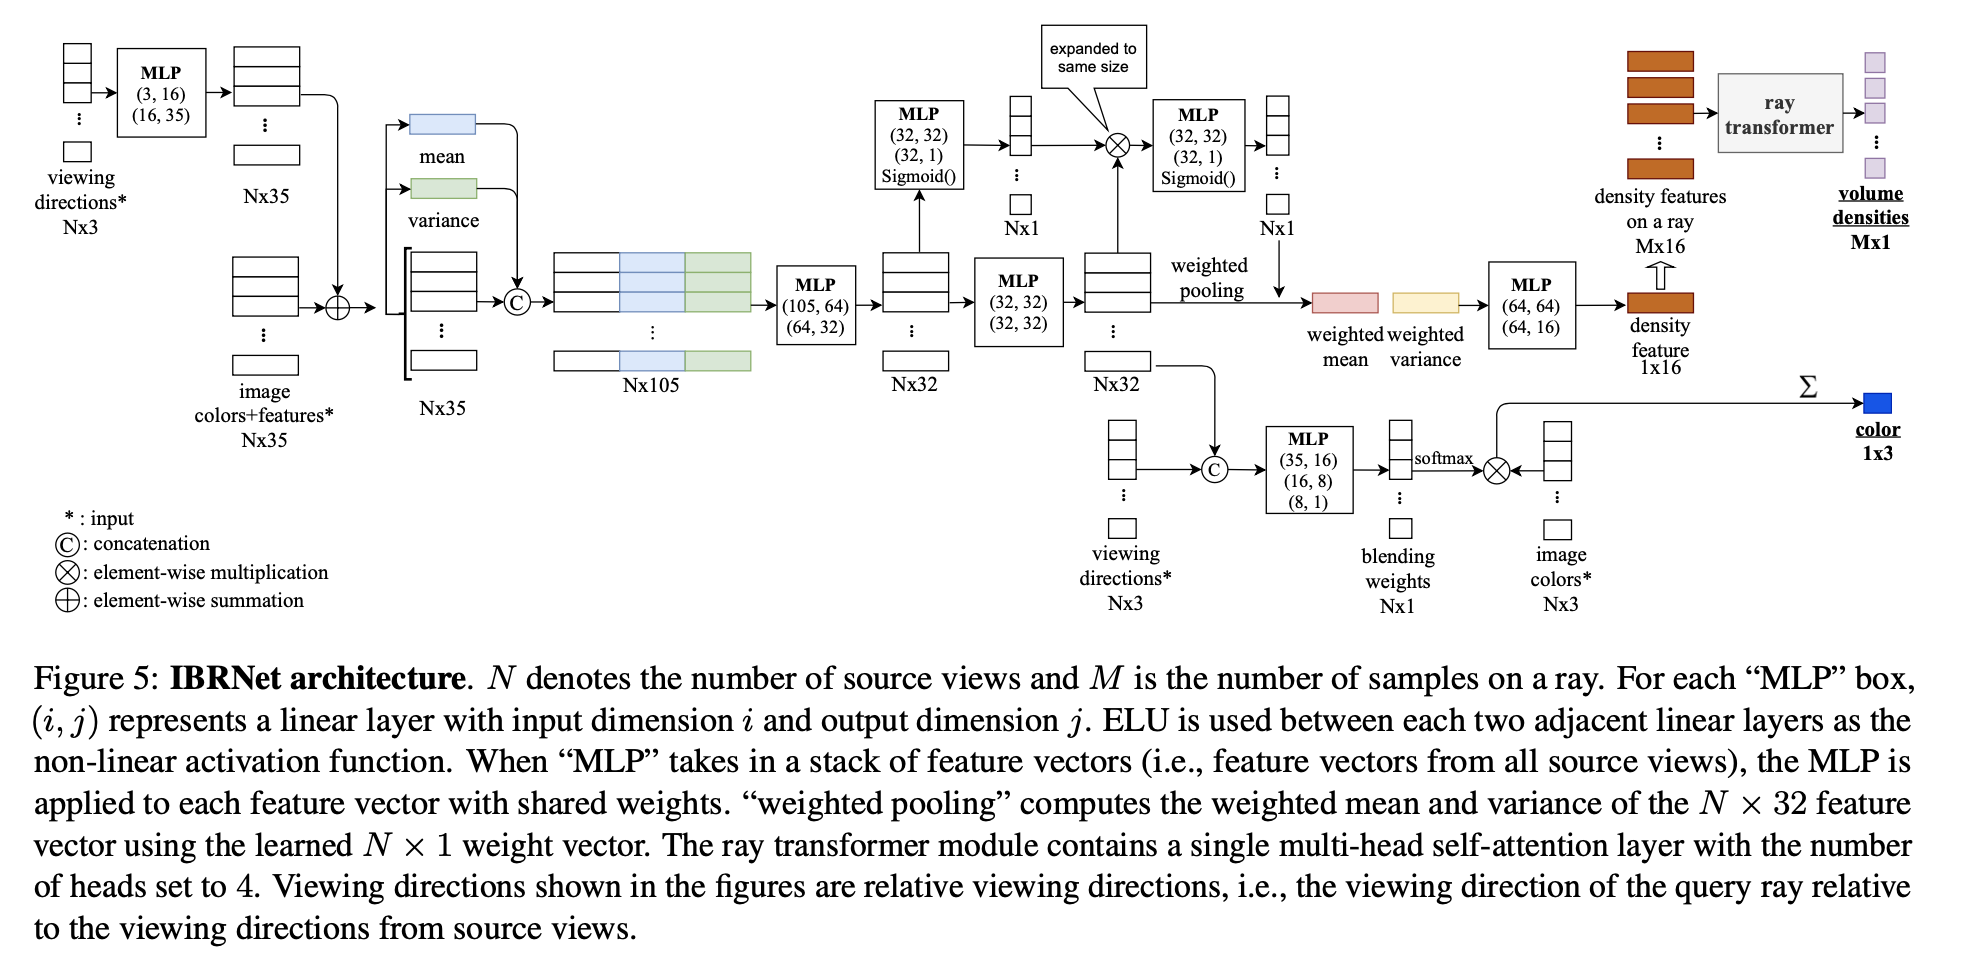 MLP
(3, 16)
(16, 35)
viewing
directions*
Nx3
Nx35
image
colors+features*
Nx35
mean
variance
Nx35
C
Nx105
MLP
(105, 64)
(64, 32)
Nx32
MLP
(32, 32)
(32, 1)
Sigmoid()
Nx1
expanded to
same size
MLP
(32, 32)
(32, 32)
Nx32
MLP
(32, 32)
(32, 1)
Sigmoid()
Nx1
weighted
pooling
weighted
mean
weighted
variance
MLP
(64, 64)
(64, 16)
density
feature
1x16
density features
on a ray
Mx16
ray
transformer
volume
densities
Mx1
viewing
directions*
Nx3
C
MLP
(35, 16)
(16, 8)
(8, 1)
blending
weights
Nx1
softmax
image
colors*
Nx3
Σ
color
1x3
* : input
C : concatenation
⊗ : element-wise multiplication
⊕ : element-wise summation
Figure 5: IBRNet architecture. N denotes the number of source views and M is the number of samples on a ray. For each “MLP” box,
(i, j) represents a linear layer with input dimension i and output dimension j. ELU is used between each two adjacent linear layers as the
non-linear activation function. When “MLP” takes in a stack of feature vectors (i.e., feature vectors from all source views), the MLP is
applied to each feature vector with shared weights. “weighted pooling” computes the weighted mean and variance of the N × 32 feature
vector using the learned N × 1 weight vector. The ray transformer module contains a single multi-head self-attention layer with the number
of heads set to 4. Viewing directions shown in the figures are relative viewing directions, i.e., the viewing direction of the query ray relative
to the viewing directions from source views.